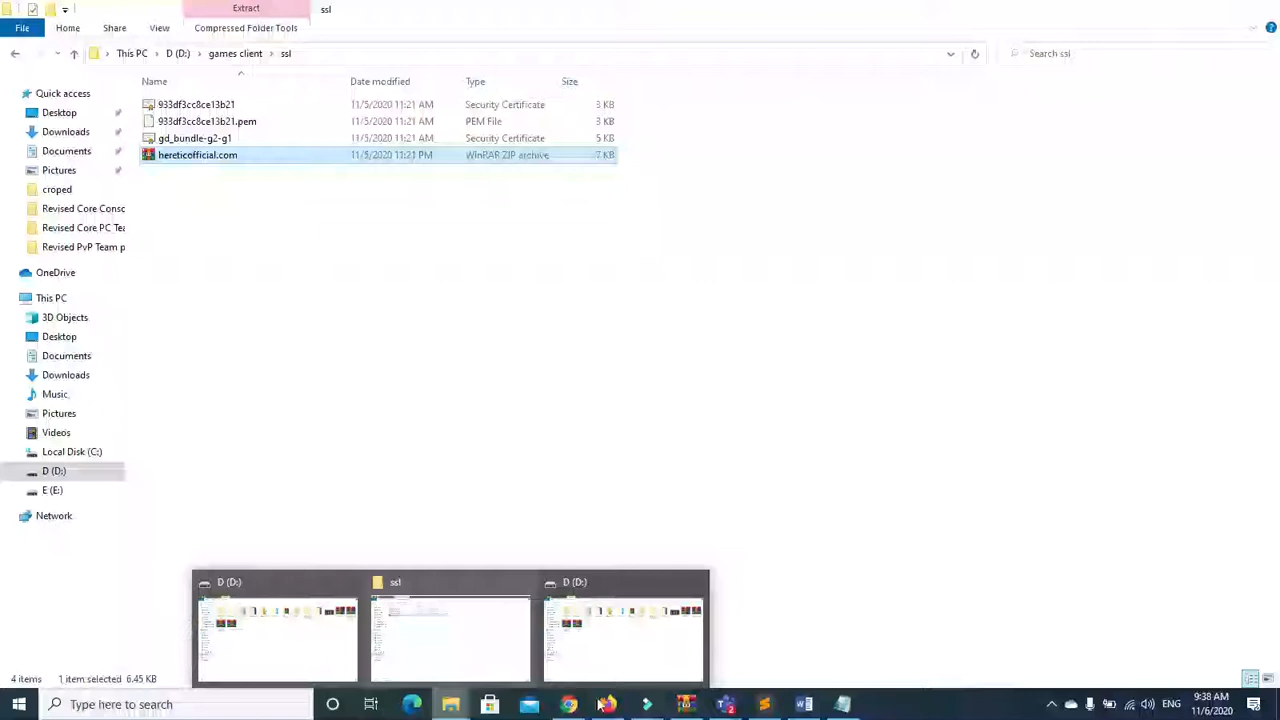 Extract
ssl
File
Home
Share
View
Compressed Folder Tools
This PC
D (D:)
games client
ssl
Search ssl
Name
Date modified
Type
Size
Quick access
Desktop
Downloads
Documents
Pictures
croped
Revised Core Consc
Revised Core PC Tea
Revised PvP Team p
OneDrive
This PC
3D Objects
Desktop
Documents
Downloads
Music
Pictures
Videos
Local Disk (C:)
D (D:)
E (E:)
Network
933df3cc8ce13b21 11/5/2020 11:21 AM Security Certificate 3 KB
933df3cc8ce13b21.pem 11/5/2020 11:21 AM PEM File 3 KB
gd_bundle-g2-g1 11/5/2020 11:21 AM Security Certificate 5 KB
hereticofficial.com 11/5/2020 11:21 PM WinRAR ZIP archive 7 KB
D (D:)
ssl
D (D:)
4 items
1 item selected 6.45 KB
Type here to search
9:38 AM
11/6/2020